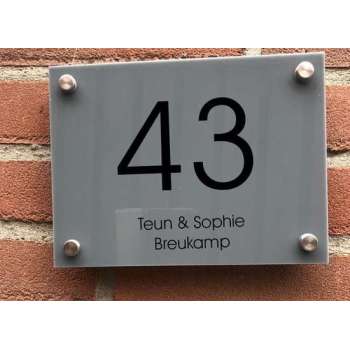 43
Teun & Sophie
Breukamp